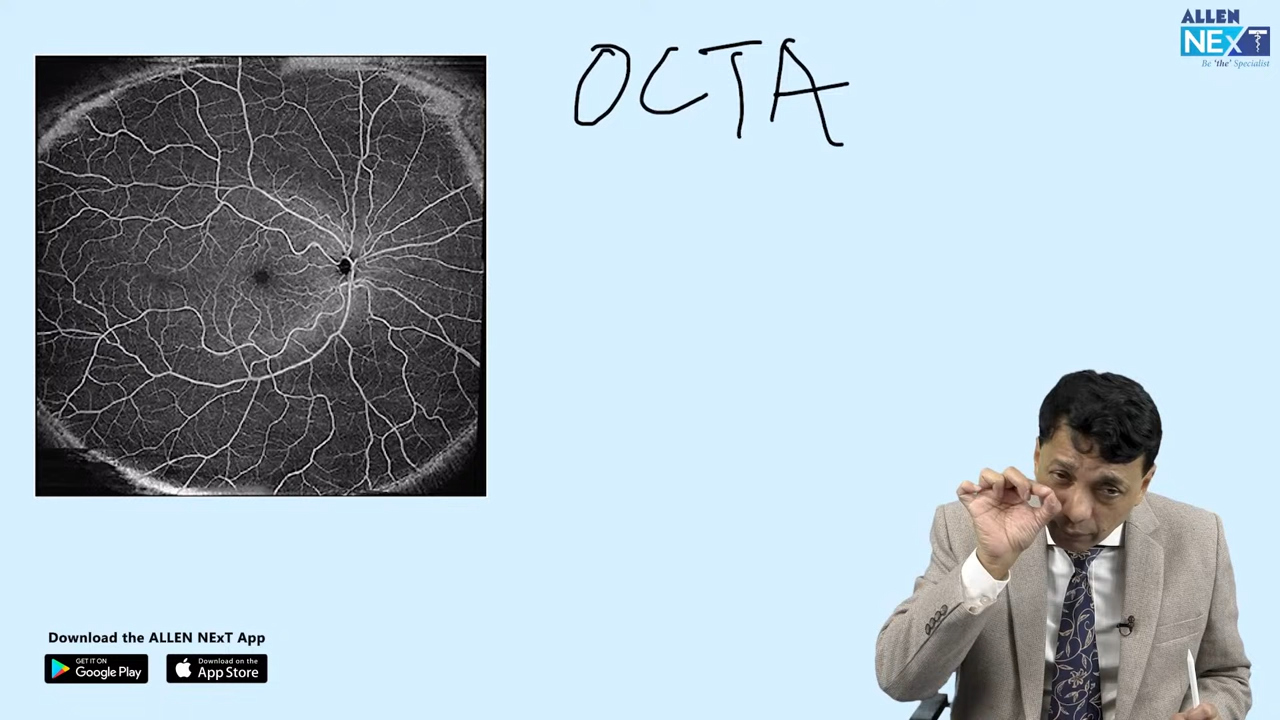 OCTA
ALLEN
NExT
Be 'the' Specialist
Download the ALLEN NExT App
GET IT ON
Google Play
Download on the
App Store